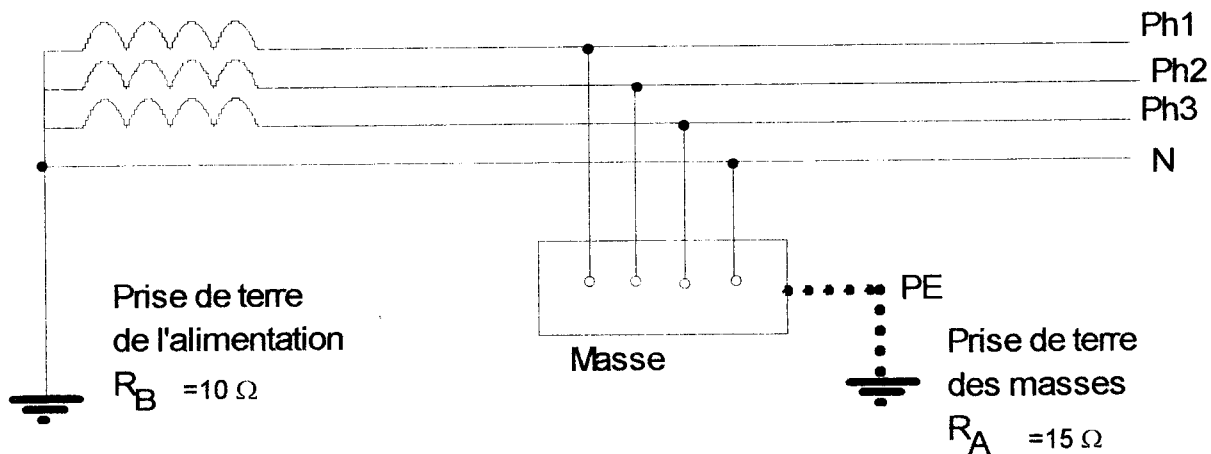 Ph1
Ph2
Ph3
N
PE
Prise de terre
de l'alimentation
R_B =10 Ω
Masse
Prise de terre
des masses
R_A =15 Ω